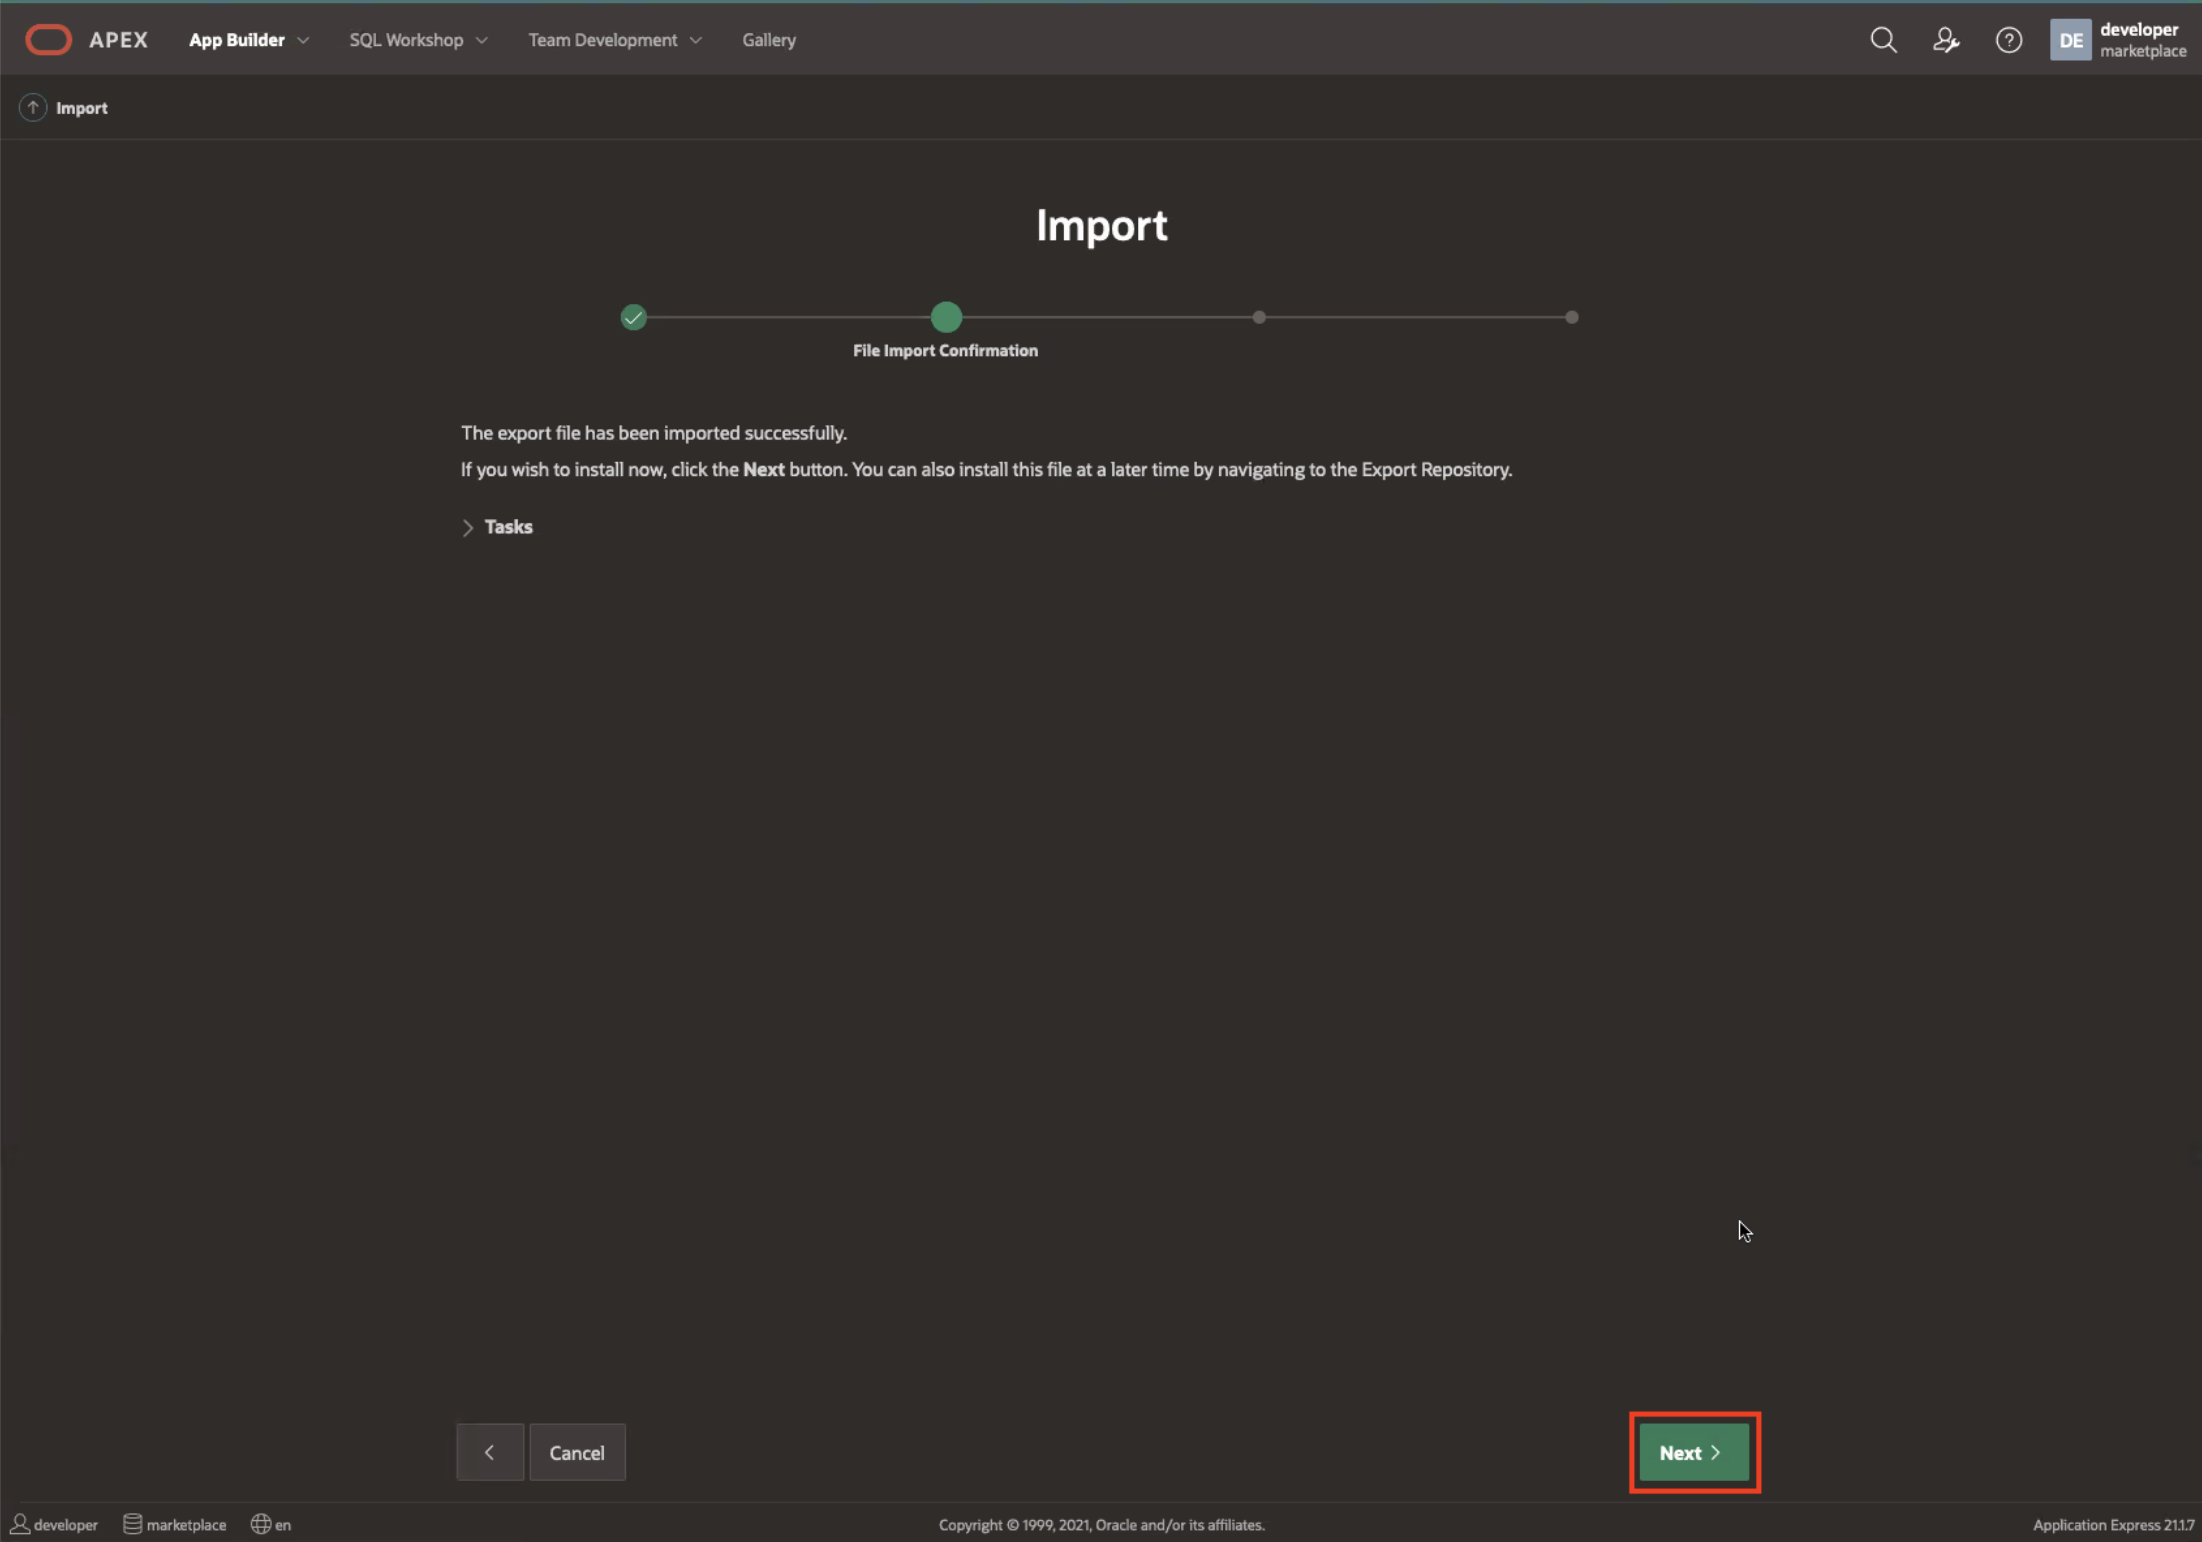 APEX App Builder SQL Workshop Team Development Gallery DE developer
marketplace
Import
Import
File Import Confirmation
The export file has been imported successfully.
If you wish to install now, click the Next button. You can also install this file at a later time by navigating to the Export Repository.
Tasks
Cancel Next
developer marketplace en Copyright © 1999, 2021, Oracle and/or its affiliates. Application Express 21.1.7